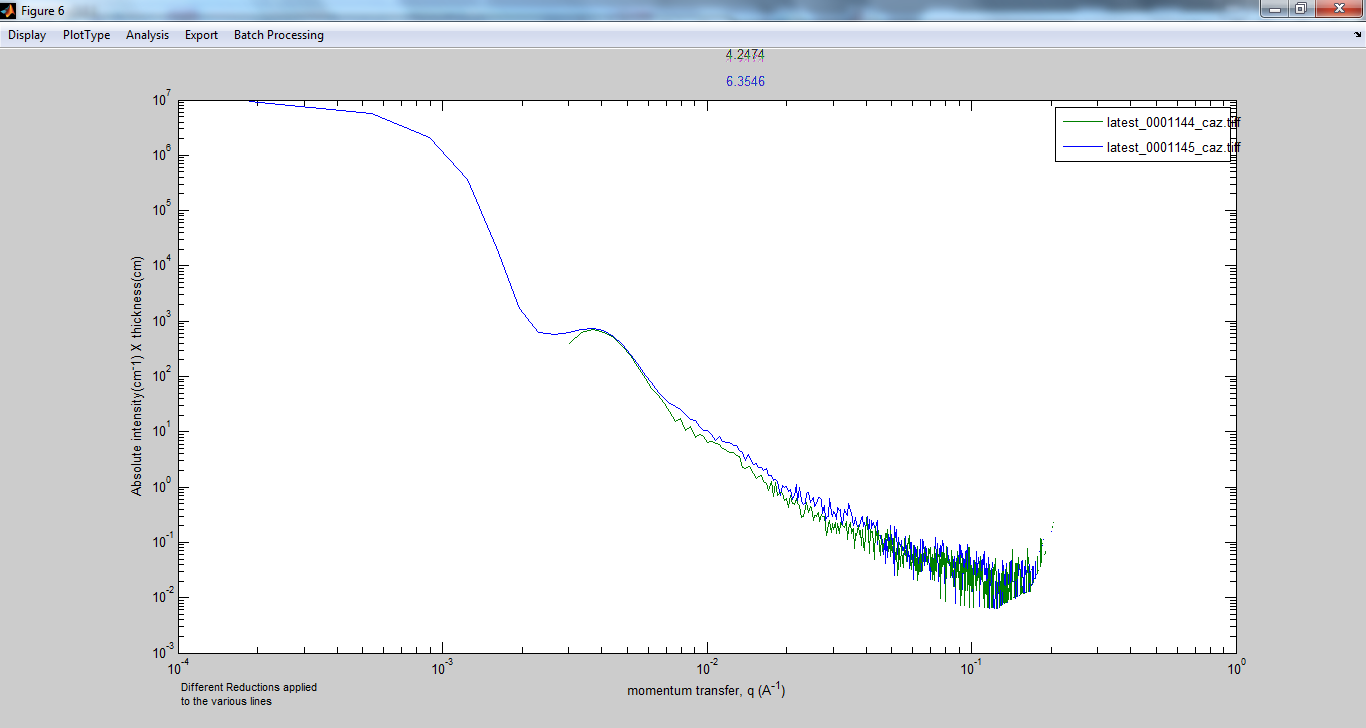 Figure 6
Display PlotType Analysis Export Batch Processing
4.2474
6.3546
latest_0001144_caz.tiff
latest_0001145_caz.tiff
10^7
10^6
10^5
10^4
10^3
10^2
10^1
10^0
10^-1
10^-2
10^-3
Absolute intensity(cm-1) X thickness(cm)
10^-4 10^-3 10^-2 10^-1 10^0
momentum transfer, q (A^-1)
Different Reductions applied
to the various lines